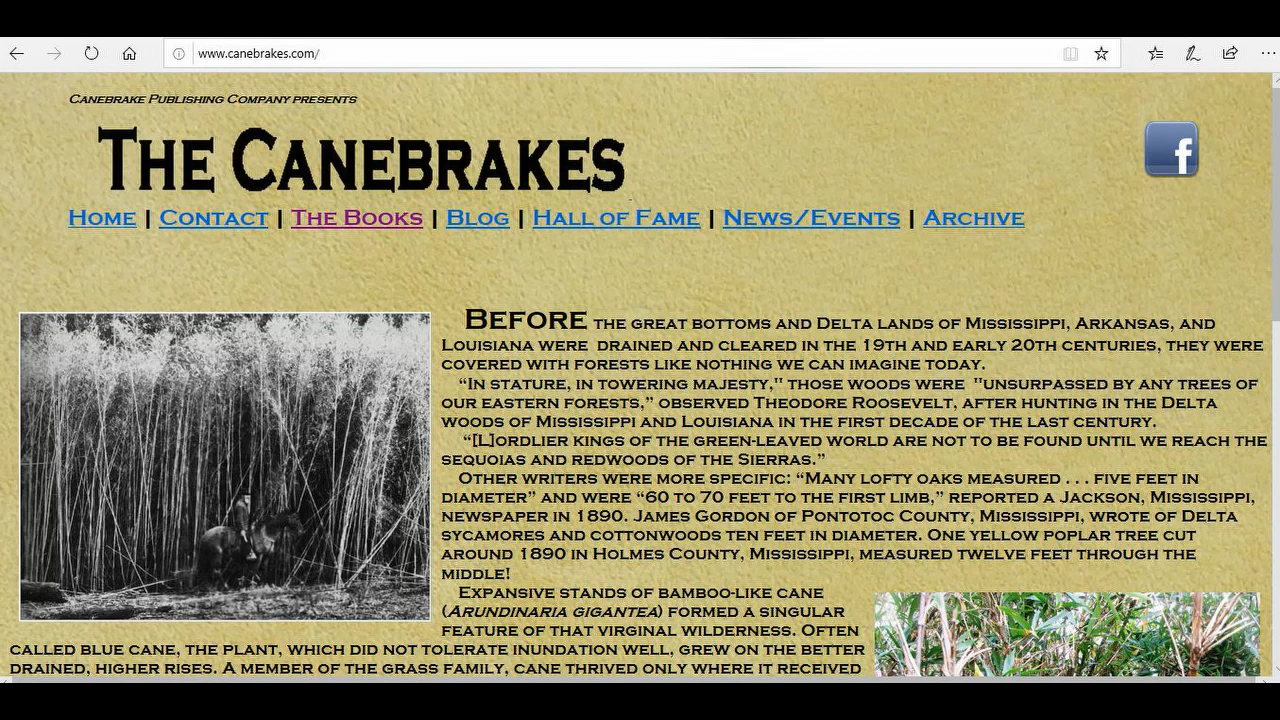 www.canebrakes.com/
Canebrake Publishing Company presents
The Canebrakes
f
Home | Contact | The Books | Blog | Hall of Fame | News/Events | Archive
Before the great bottoms and Delta lands of Mississippi, Arkansas, and
Louisiana were drained and cleared in the 19th and early 20th centuries, they were
covered with forests like nothing we can imagine today.
“In stature, in towering majesty," those woods were "unsurpassed by any trees of
our eastern forests,” observed Theodore Roosevelt, after hunting in the Delta
woods of Mississippi and Louisiana in the first decade of the last century.
“[L]ordlier kings of the green-leaved world are not to be found until we reach the
sequoias and redwoods of the Sierras.”
Other writers were more specific: “Many lofty oaks measured . . . five feet in
diameter” and were “60 to 70 feet to the first limb,” reported a Jackson, Mississippi,
newspaper in 1890. James Gordon of Pontotoc County, Mississippi, wrote of Delta
sycamores and cottonwoods ten feet in diameter. One yellow poplar tree cut
around 1890 in Holmes County, Mississippi, measured twelve feet through the
middle!
Expansive stands of bamboo-like cane
(Arundinaria gigantea) formed a singular
feature of that virginal wilderness. Often
called blue cane, the plant, which did not tolerate inundation well, grew on the better
drained, higher rises. A member of the grass family, cane thrived only where it received